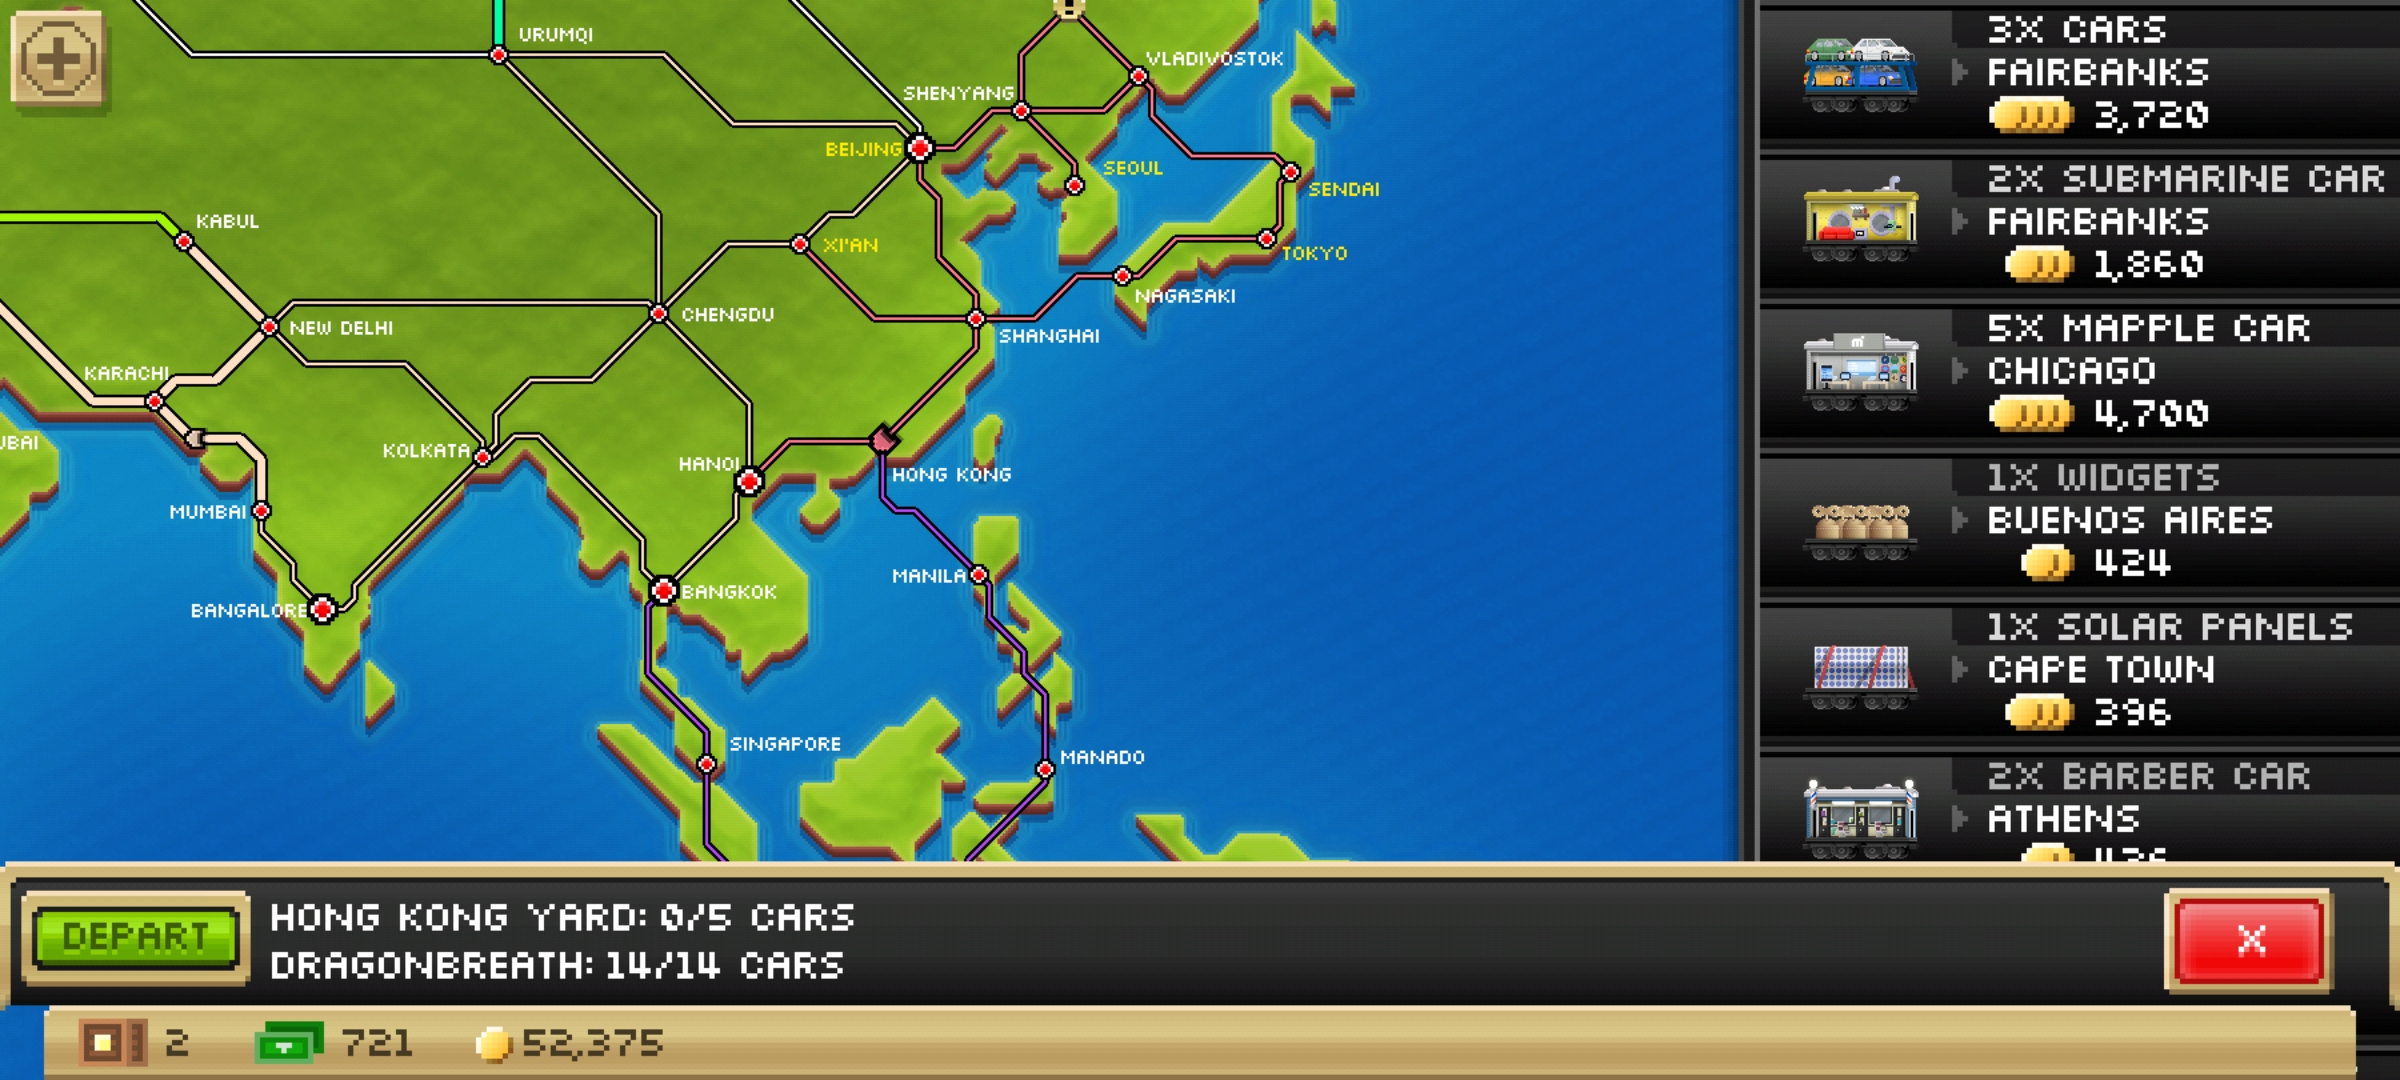 URUMQI
VLADIVOSTOK
SHENYANG
BEIJING
SEOUL
SENDAI
KABUL
XI'AN
TOKYO
NAGASAKI
NEW DELHI
CHENGDU
SHANGHAI
KARACHI
UBAI
KOLKATA
HANOI
HONG KONG
MUMBAI
MANILA
BANGKOK
BANGALORE
SINGAPORE
MANADO
3X CARS
FAIRBANKS
3,720
2X SUBMARINE CAR
FAIRBANKS
1,860
5X MAPPLE CAR
CHICAGO
4,700
1X WIDGETS
BUENOS AIRES
424
1X SOLAR PANELS
CAPE TOWN
396
2X BARBER CAR
ATHENS
DEPART
HONG KONG YARD: 0/5 CARS
DRAGONBREATH: 14/14 CARS
X
2
721
52,375